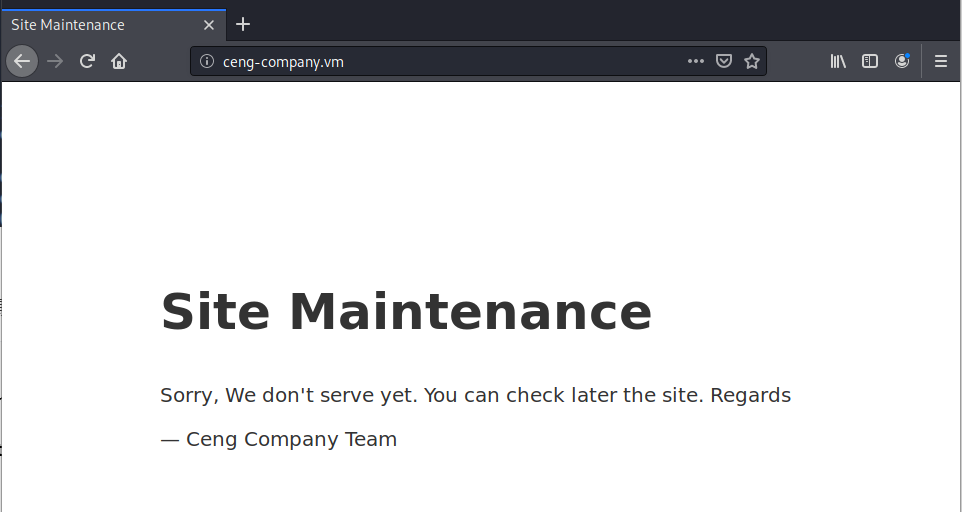 Site Maintenance
ceng-company.vm
Site Maintenance
Sorry, We don't serve yet. You can check later the site. Regards
— Ceng Company Team